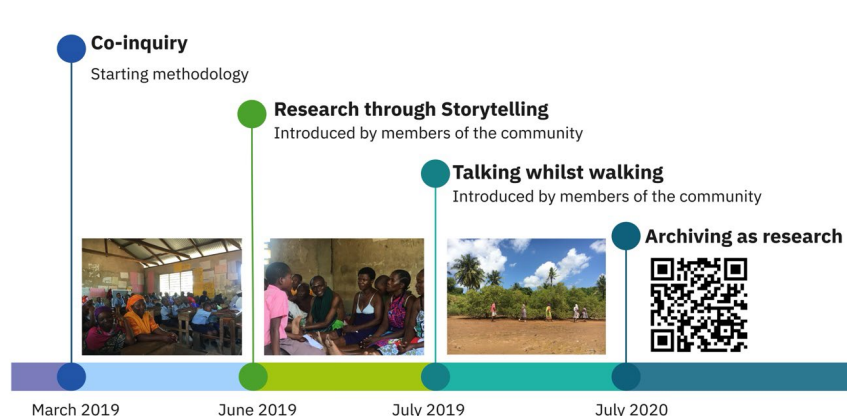 Co-inquiry
Starting methodology
Research through Storytelling
Introduced by members of the community
Talking whilst walking
Introduced by members of the community
Archiving as research
March 2019
June 2019
July 2019
July 2020